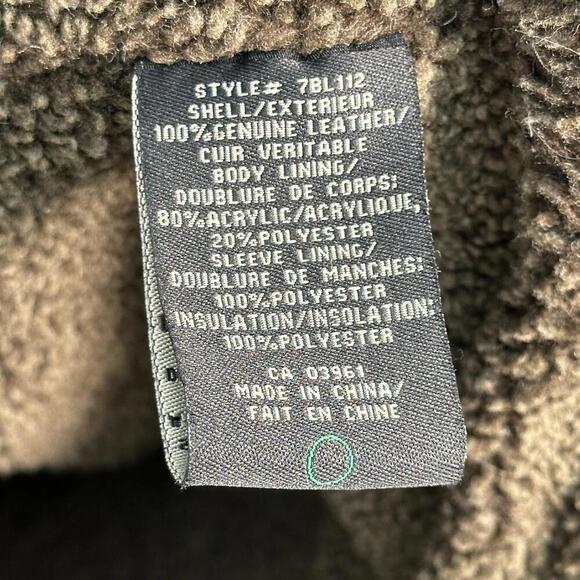 STYLE# 7BL112
SHELL/EXTERIEUR
100%GENUINE LEATHER/
CUIR VERITABLE
BODY LINING/
DOUBLURE DE CORPS:
80%ACRYLIC/ACRYLIQUE,
20%POLYESTER
SLEEVE LINING/
DOUBLURE DE MANCHES:
100%POLYESTER
INSULATION/INSOLATION:
100%POLYESTER
CA 03961
MADE IN CHINA/
FAIT EN CHINE